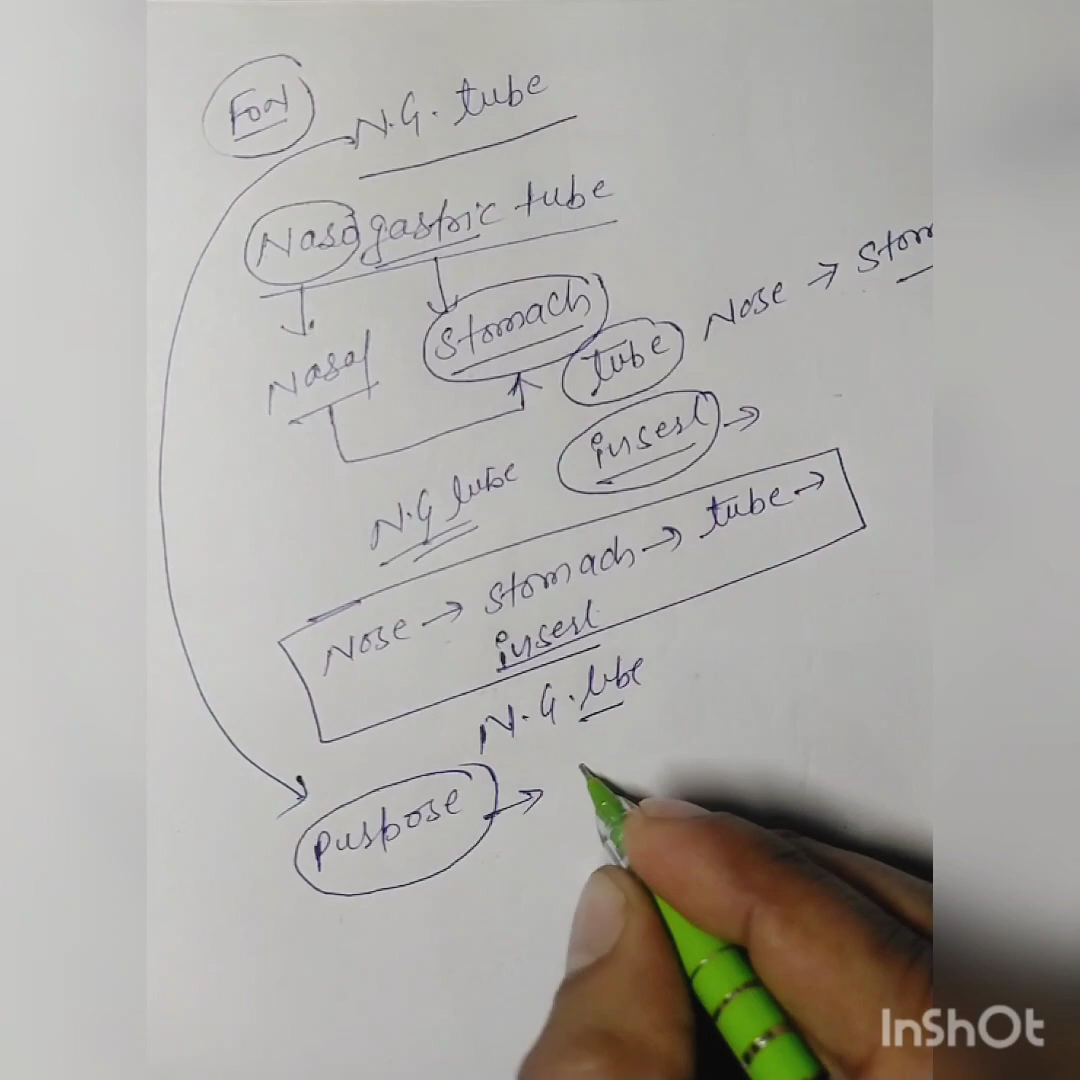 FON
N.G. tube
Nasogastric tube
Nasal
Stomach
tube
Nose → Stom
insert →
N.G tube
Nose → Stomach → tube →
insert
N.G. tube
Purpose →
InShOt